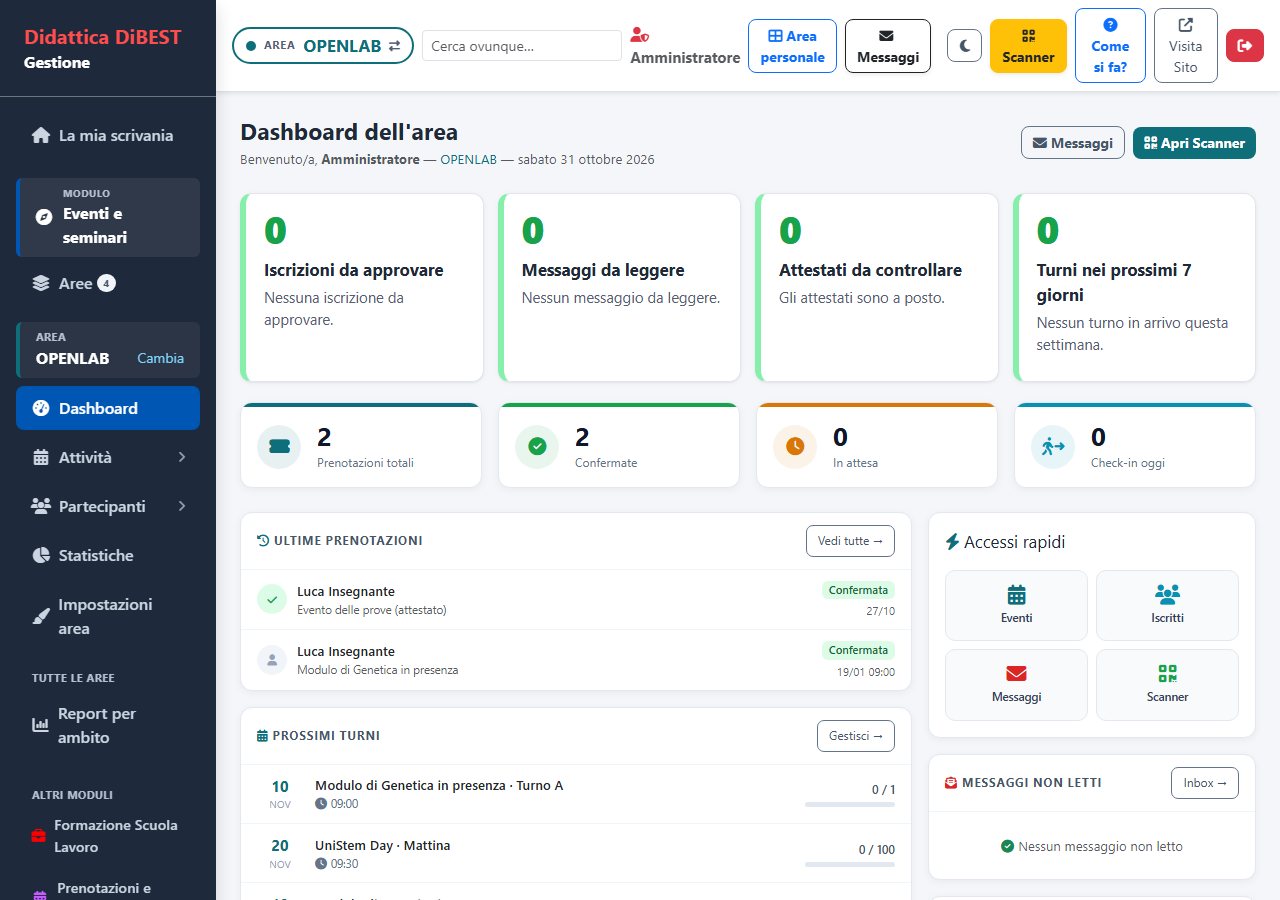 Didattica DiBEST
Gestione
La mia scrivania
MODULO
Eventi e
seminari
Aree 4
AREA
OPENLAB Cambia
Dashboard
Attività
Partecipanti
Statistiche
Impostazioni
area
TUTTE LE AREE
Report per
ambito
ALTRI MODULI
Formazione Scuola
Lavoro
Prenotazioni e
AREA OPENLAB
Cerca ovunque...
Amministratore
Area
personale
Messaggi
Scanner
Come
si fa?
Visita
Sito
Dashboard dell'area
Benvenuto/a, Amministratore — OPENLAB — sabato 31 ottobre 2026
Messaggi
Apri Scanner
0
Iscrizioni da approvare
Nessuna iscrizione da
approvare.
0
Messaggi da leggere
Nessun messaggio da leggere.
0
Attestati da controllare
Gli attestati sono a posto.
0
Turni nei prossimi 7
giorni
Nessun turno in arrivo questa
settimana.
2
Prenotazioni totali
2
Confermate
0
In attesa
0
Check-in oggi
ULTIME PRENOTAZIONI
Vedi tutte →
Luca Insegnante
Evento delle prove (attestato)
Confermata
27/10
Luca Insegnante
Modulo di Genetica in presenza
Confermata
19/01 09:00
PROSSIMI TURNI
Gestisci →
10
NOV
Modulo di Genetica in presenza · Turno A
09:00
0 / 1
20
NOV
UniStem Day · Mattina
09:30
0 / 100
Accessi rapidi
Eventi
Iscritti
Messaggi
Scanner
MESSAGGI NON LETTI
Inbox →
Nessun messaggio non letto